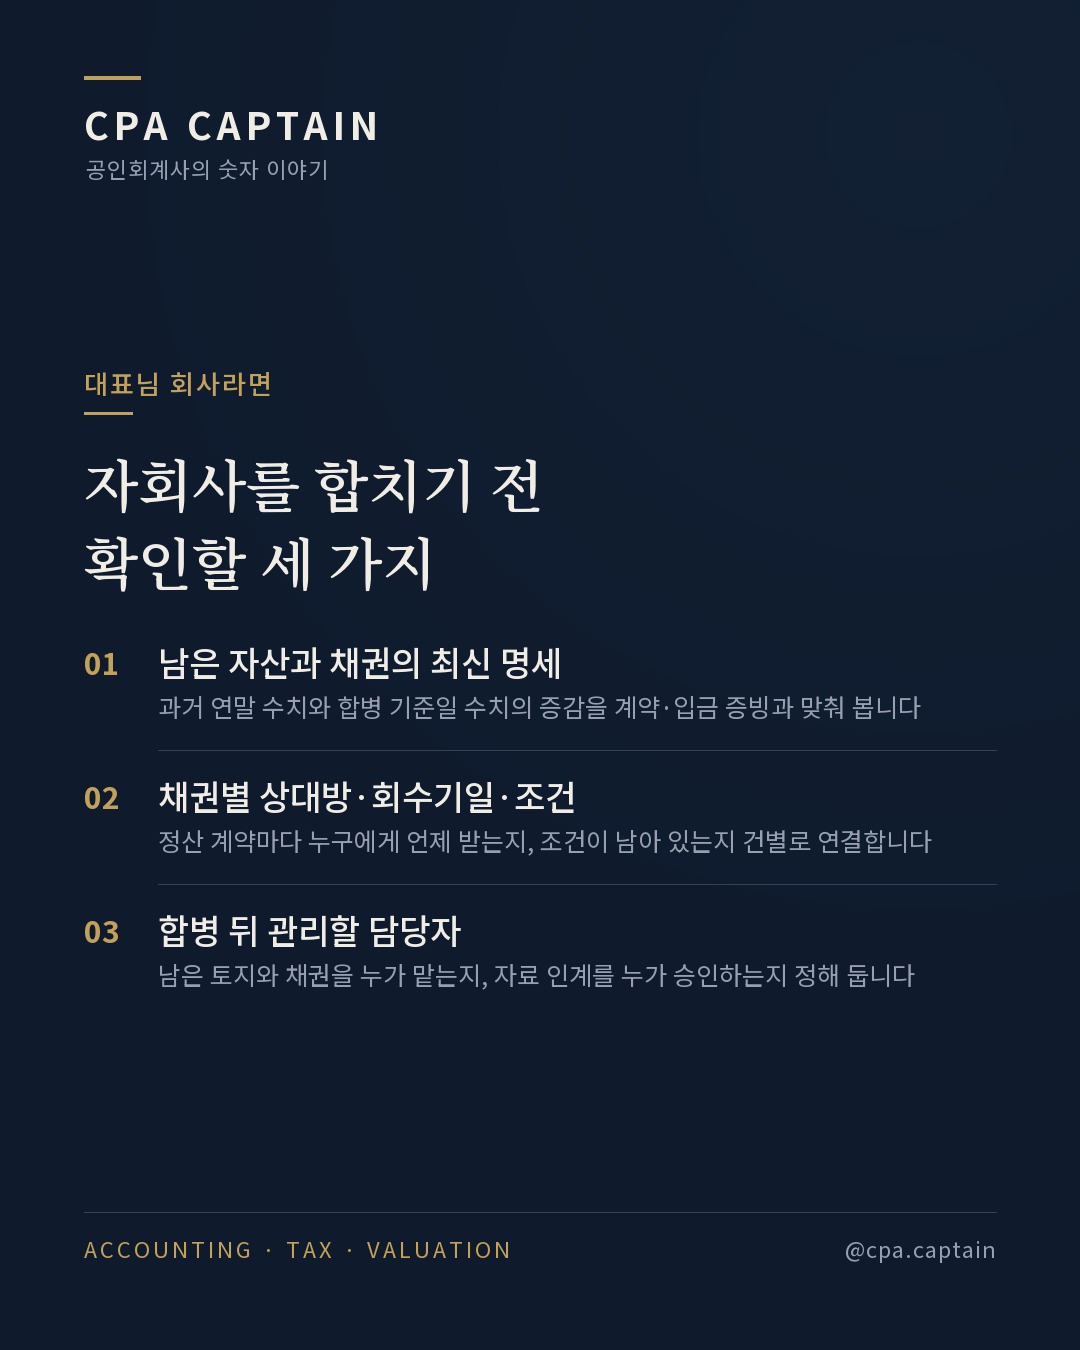 CPA CAPTAIN
공인회계사의 숫자 이야기
대표님 회사라면
자회사를 합치기 전
확인할 세 가지
01 남은 자산과 채권의 최신 명세
과거 연말 수치와 합병 기준일 수치의 증감을 계약·입금 증빙과 맞춰 봅니다
02 채권별 상대방·회수기일·조건
정산 계약마다 누구에게 언제 받는지, 조건이 남아 있는지 건별로 연결합니다
03 합병 뒤 관리할 담당자
남은 토지와 채권을 누가 맡는지, 자료 인계를 누가 승인하는지 정해 둡니다
ACCOUNTING · TAX · VALUATION
@cpa.captain